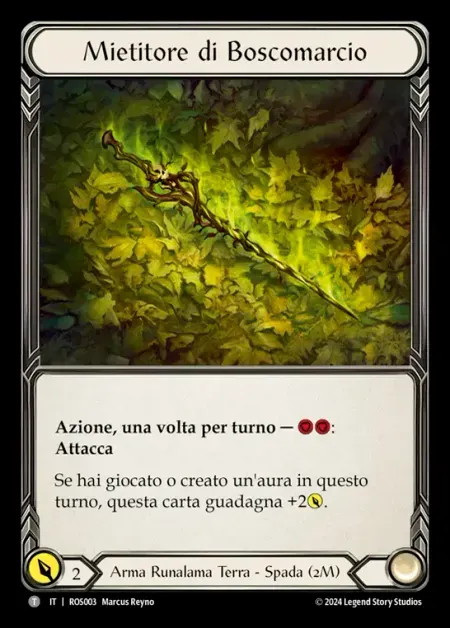 Mietitore di Boscomarcio
Azione, una volta per turno — :
Attacca
Se hai giocato o creato un'aura in questo
turno, questa carta guadagna +2.
2
Arma Runalama Terra - Spada (2M)
T | IT | ROS003 Marcus Reyno
© 2024 Legend Story Studios